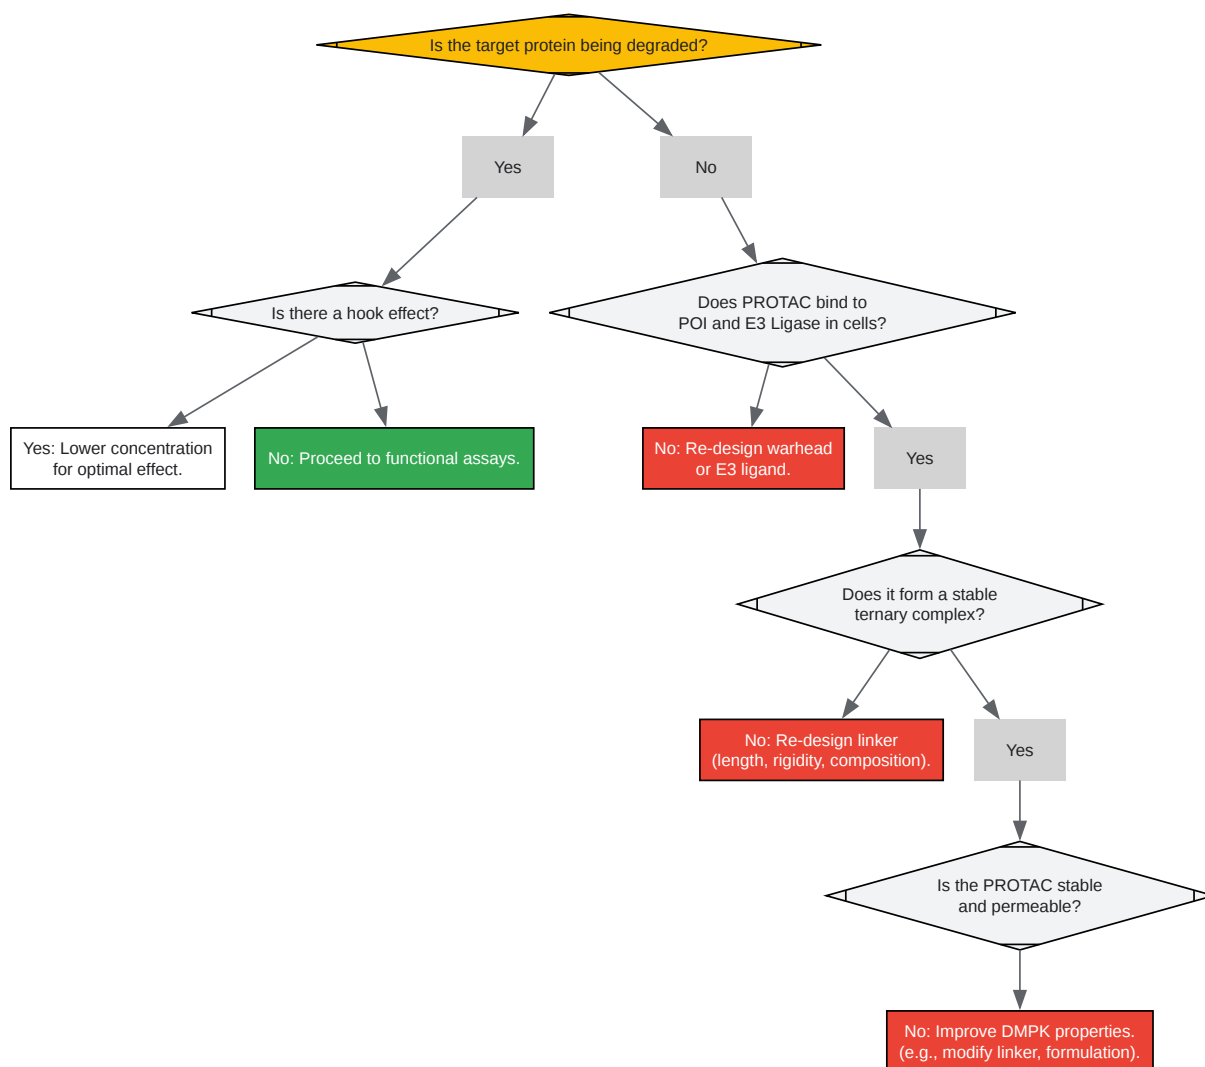 Is the target protein being degraded?
Yes
No
Is there a hook effect?
Does PROTAC bind to
POI and E3 Ligase in cells?
Yes: Lower concentration
for optimal effect.
No: Proceed to functional assays.
No: Re-design warhead
or E3 ligand.
Yes
Does it form a stable
ternary complex?
No: Re-design linker
(length, rigidity, composition).
Yes
Is the PROTAC stable
and permeable?
No: Improve DMPK properties.
(e.g., modify linker, formulation).